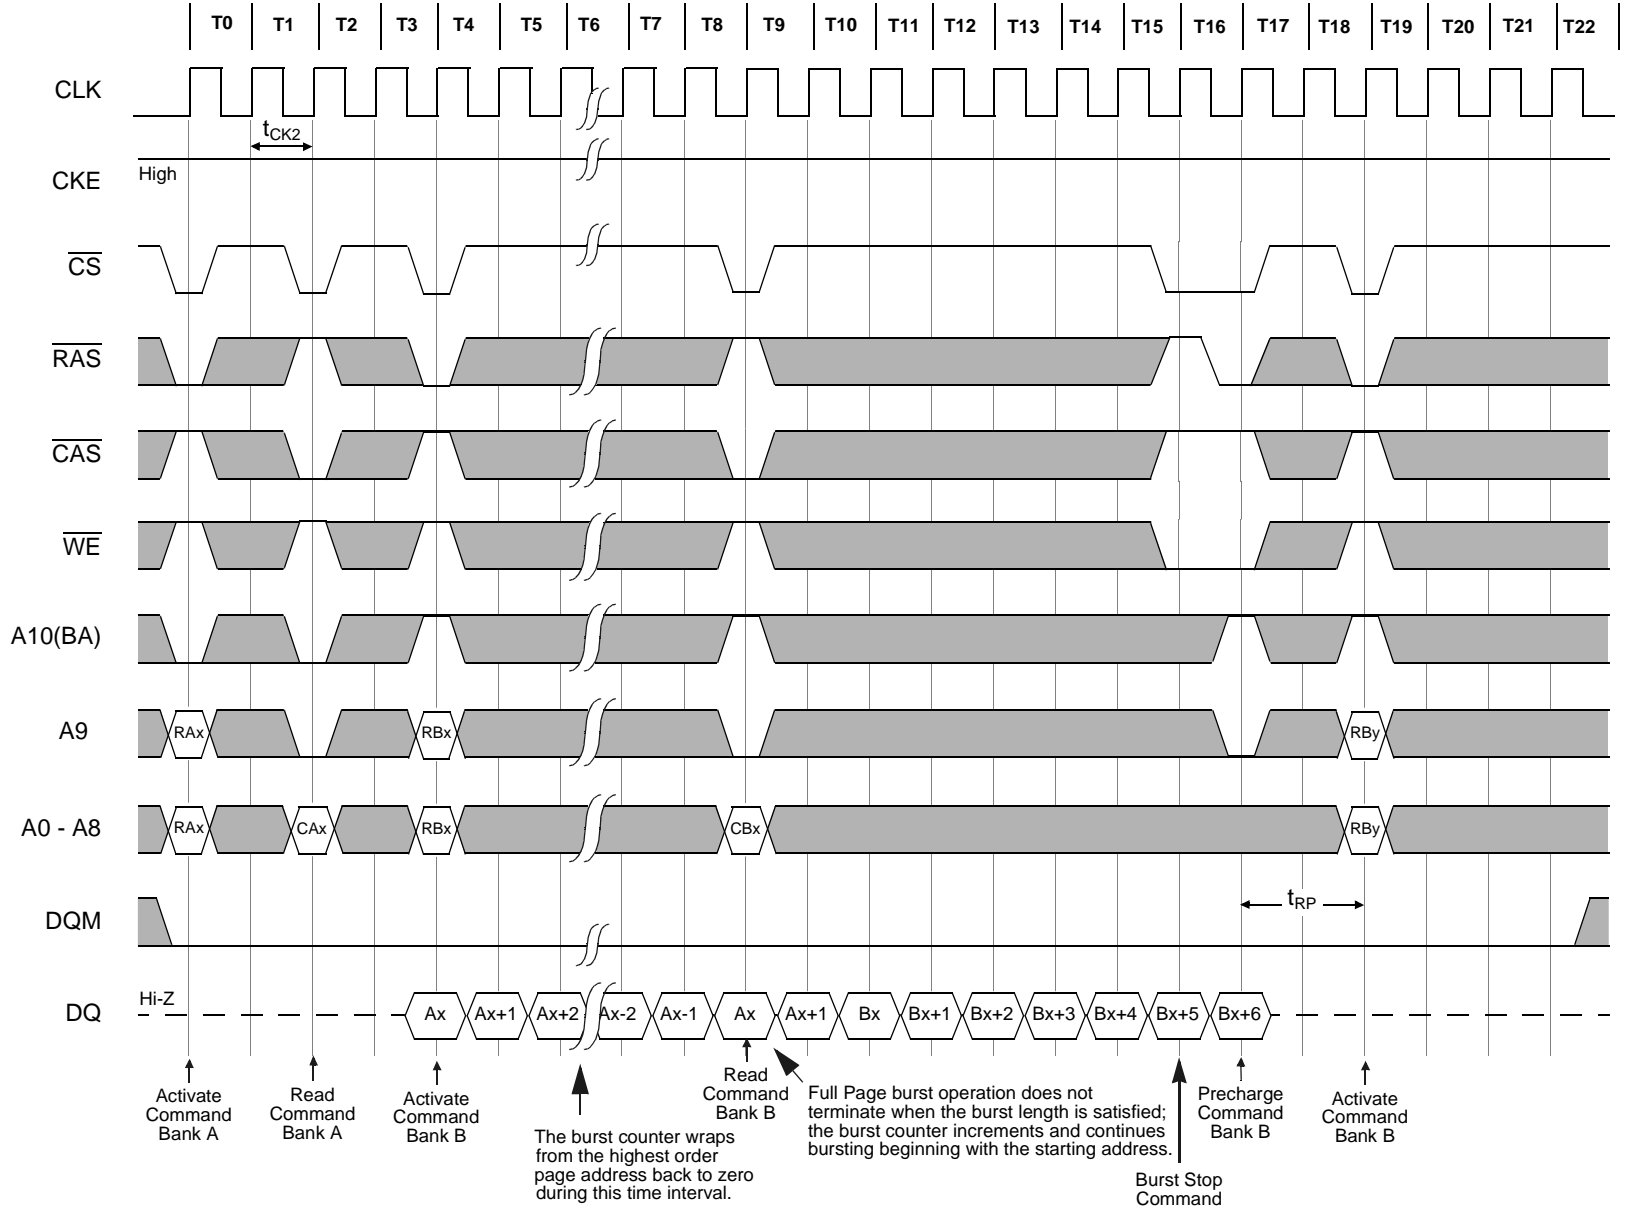 T0 T1 T2 T3 T4 T5 T6 T7 T8 T9 T10 T11 T12 T13 T14 T15 T16 T17 T18 T19 T20 T21 T22
CLK
tCK2
CKE
High
CS
RAS
CAS
WE
A10(BA)
A9
RAx RBx RBy
A0 - A8
RAx CAx RBx CBx RBy
DQM
tRP
DQ
Hi-Z
Ax Ax+1 Ax+2 Ax-2 Ax-1 Ax Ax+1 Bx Bx+1 Bx+2 Bx+3 Bx+4 Bx+5 Bx+6
Activate
Command
Bank A
Read
Command
Bank A
Activate
Command
Bank B
The burst counter wraps
from the highest order
page address back to zero
during this time interval.
Read
Command
Bank B
Full Page burst operation does not
terminate when the burst length is satisfied;
the burst counter increments and continues
bursting beginning with the starting address.
Burst Stop
Command
Precharge
Command
Bank B
Activate
Command
Bank B